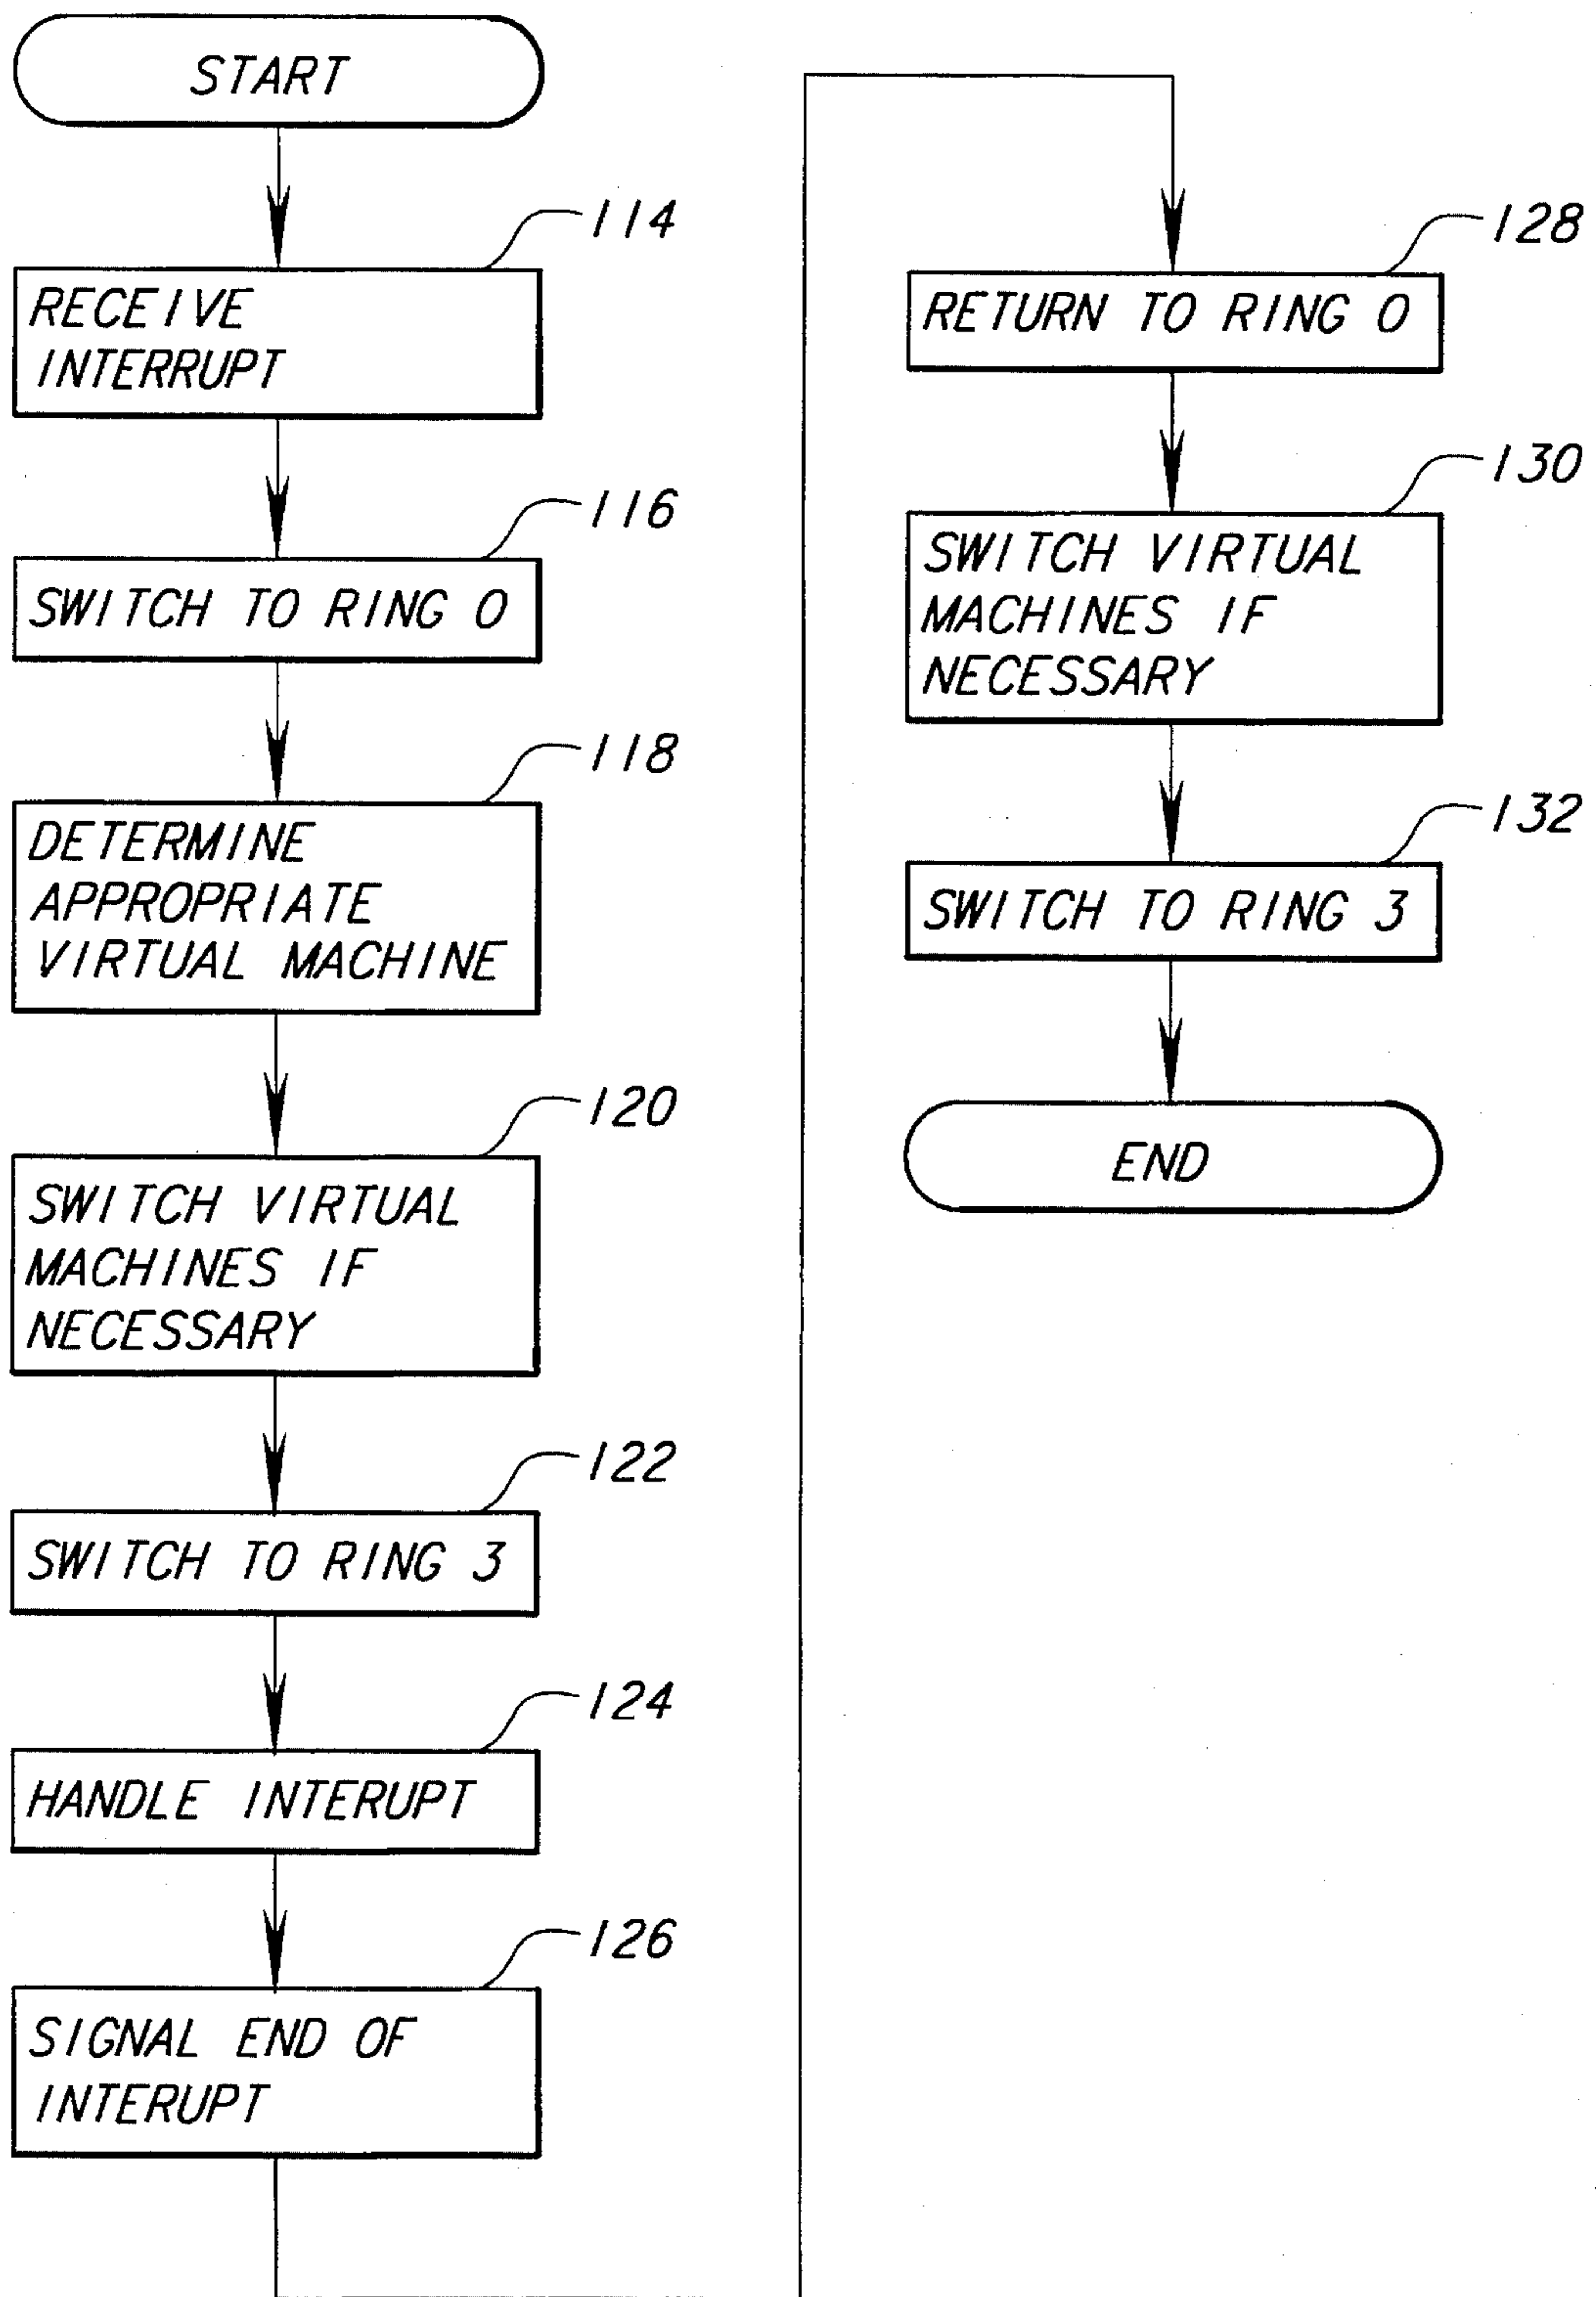 START
114
RECEIVE
INTERRUPT
116
SWITCH TO RING 0
118
DETERMINE
APPROPRIATE
VIRTUAL MACHINE
120
SWITCH VIRTUAL
MACHINES IF
NECESSARY
122
SWITCH TO RING 3
124
HANDLE INTERUPT
126
SIGNAL END OF
INTERUPT
128
RETURN TO RING 0
130
SWITCH VIRTUAL
MACHINES IF
NECESSARY
132
SWITCH TO RING 3
END